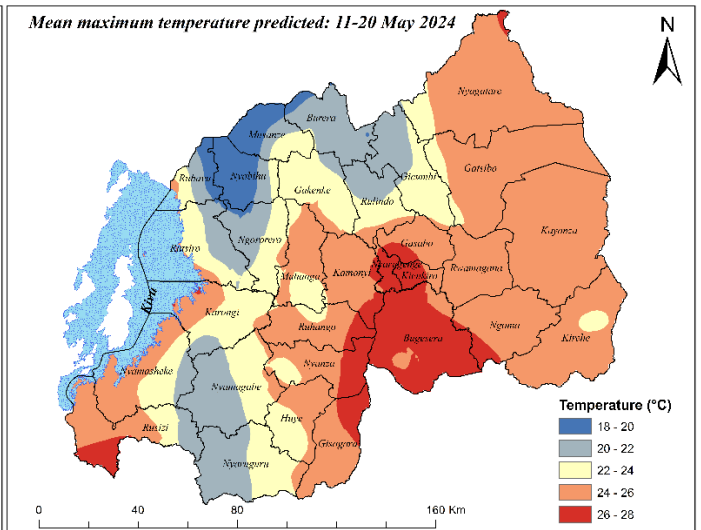 Mean maximum temperature predicted: 11-20 May 2024
N
Nyagatare
Burera
Musanze
Gatsibo
Rubavu
Nyabihu
Gakenke
Gicumbi
Rulindo
Kayonza
Rutsiro
Ngororero
Gasabo
Muhanga
Kamonyi
Nyarugenge
Kicukiro
Rwamagana
Kivu
Karongi
Ruhango
Bugesera
Ngoma
Kirehe
Nyamasheke
Nyanza
Nyamagabe
Huye
Rusizi
Gisagara
Nyaruguru
Temperature (°C)
18 - 20
20 - 22
22 - 24
24 - 26
26 - 28
0 40 80 160 Km